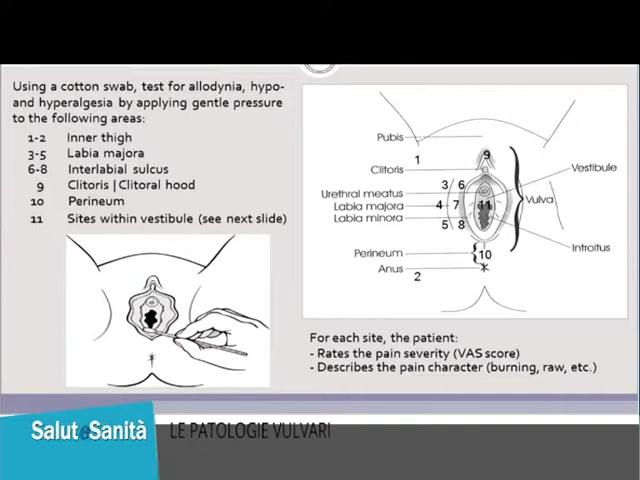 Using a cotton swab, test for allodynia, hypo-
and hyperalgesia by applying gentle pressure
to the following areas:
1-2 Inner thigh
3-5 Labia majora
6-8 Interlabial sulcus
9 Clitoris | Clitoral hood
10 Perineum
11 Sites within vestibule (see next slide)
Pubis
1
9
Clitoris
Vestibule
3 6
Urethral meatus
Vulva
Labia majora
4 7 11
Labia minora
5 8
Introitus
Perineum
10
Anus
2
For each site, the patient:
- Rates the pain severity (VAS score)
- Describes the pain character (burning, raw, etc.)
Salut e Sanità
LE PATOLOGIE VULVARI